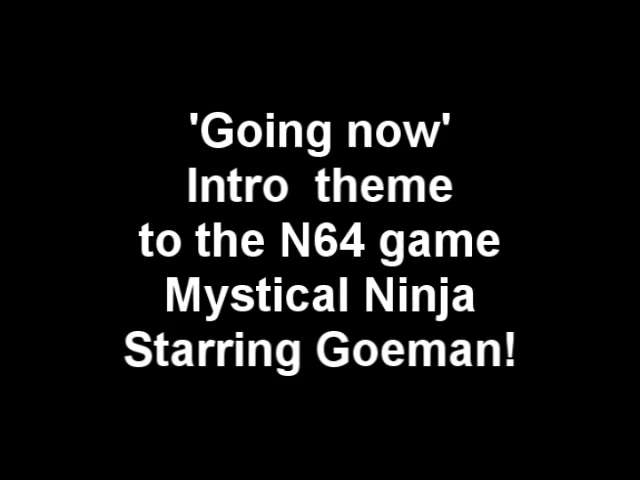 'Going now'
Intro  theme
to the N64 game
Mystical Ninja
Starring Goeman!